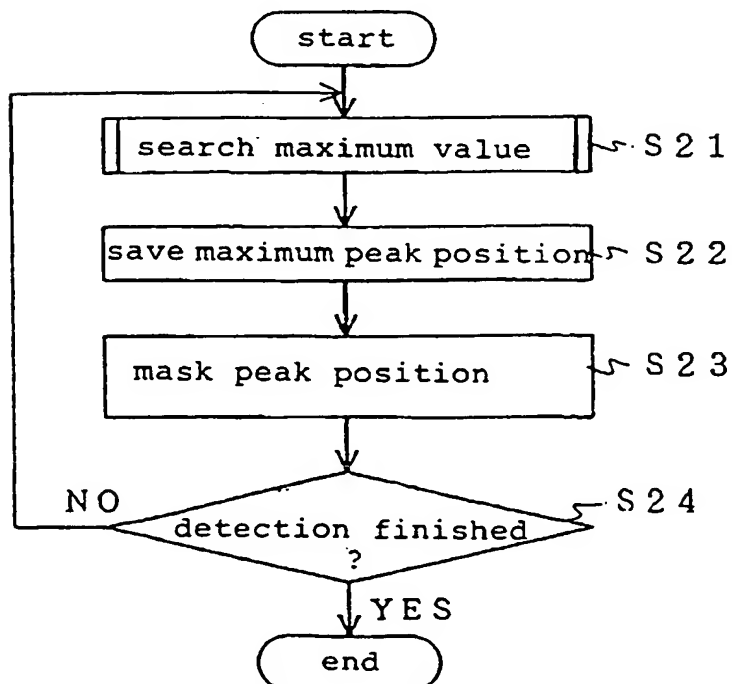 start
search maximum value S21
save maximum peak position S22
mask peak position S23
NO
S24
detection finished
?
YES
end